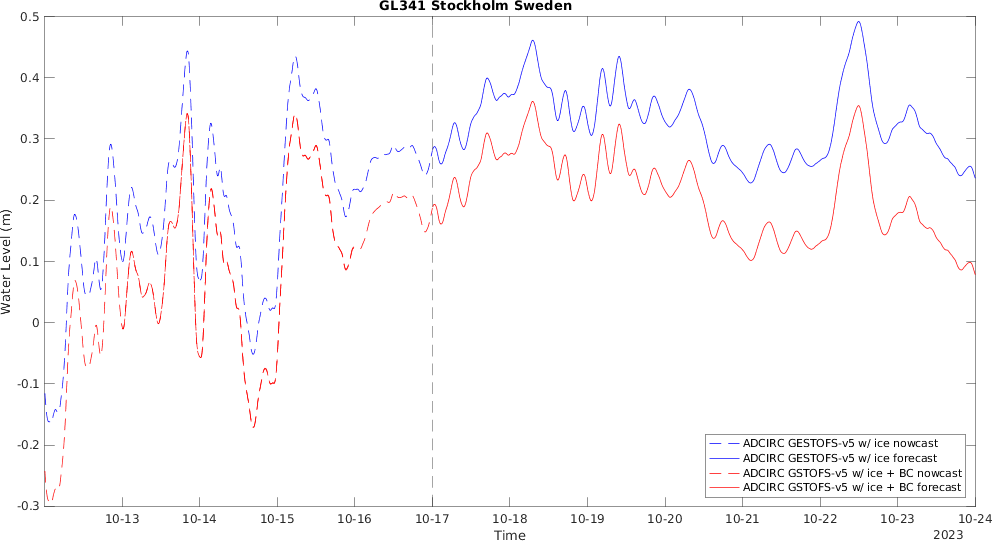 GL341 Stockholm Sweden
0.5
0.4
0.3
0.2
0.1
0
-0.1
-0.2
-0.3
Water Level (m)
10-13 10-14 10-15 10-16 10-17 10-18 10-19 10-20 10-21 10-22 10-23 10-24
Time
2023
ADCIRC GESTOFS-v5 w/ ice nowcast
ADCIRC GESTOFS-v5 w/ ice forecast
ADCIRC GSTOFS-v5 w/ ice + BC nowcast
ADCIRC GSTOFS-v5 w/ ice + BC forecast